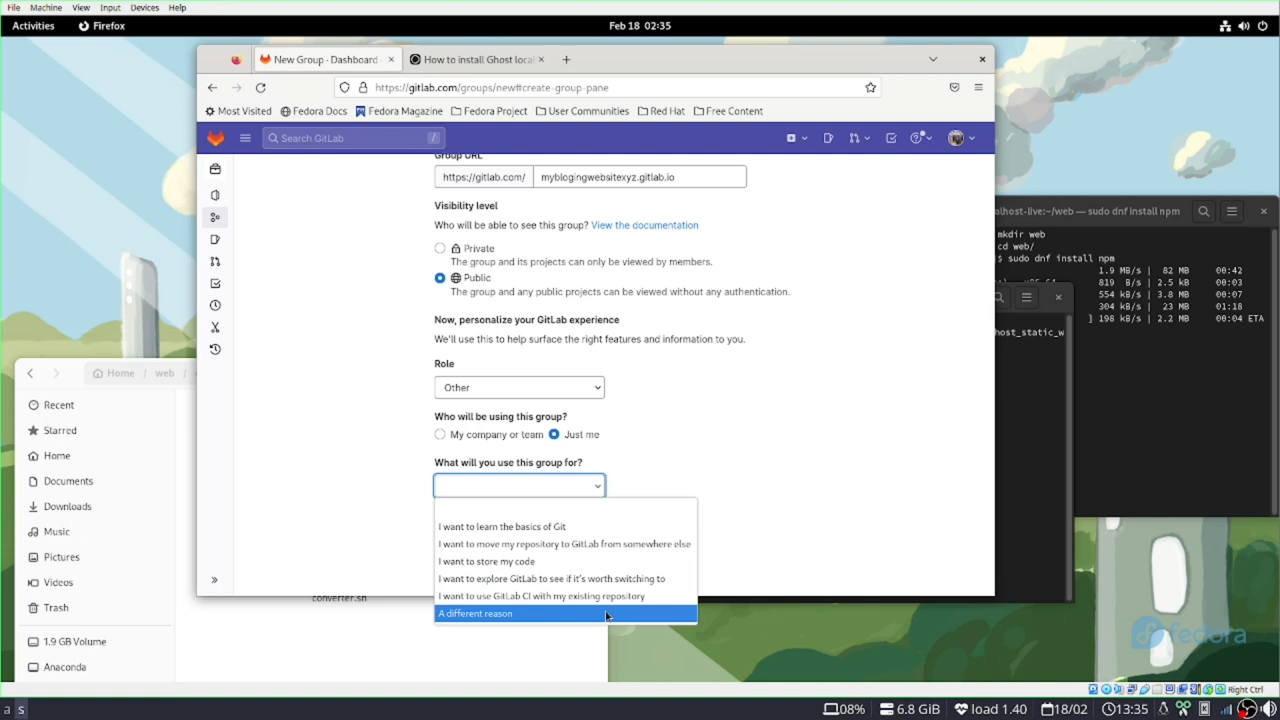 File Machine View Input Devices Help
Activities Firefox Feb 18 02:35
New Group · Dashboard × How to install Ghost local × +
https://gitlab.com/groups/new#create-group-pane
Most Visited Fedora Docs Fedora Magazine Fedora Project User Communities Red Hat Free Content
Search GitLab /
Group URL
https://gitlab.com/ myblogingwebsitexyz.gitlab.io
Visibility level
Who will be able to see this group? View the documentation
Private
The group and its projects can only be viewed by members.
Public
The group and any public projects can be viewed without any authentication.
Now, personalize your GitLab experience
We'll use this to help surface the right features and information to you.
Role
Other
Who will be using this group?
My company or team Just me
What will you use this group for?
I want to learn the basics of Git
I want to move my repository to GitLab from somewhere else
I want to store my code
I want to explore GitLab to see if it's worth switching to
I want to use GitLab CI with my existing repository
A different reason
alhost-live:~/web — sudo dnf install npm
mkdir web
cd web/
$ sudo dnf install npm
1.9 MB/s | 82 MB 00:42
819 B/s | 2.5 kB 00:03
554 kB/s | 3.8 MB 00:07
304 kB/s | 23 MB 01:18
] 198 kB/s | 2.2 MB 00:04 ETA
host_static_w
Home / web /
Recent
Starred
Home
Documents
Downloads
Music
Pictures
Videos
Trash
1.9 GB Volume
Anaconda
converter.sh
fedora
Right Ctrl
a s 08% 6.8 GiB load 1.40 18/02 13:35